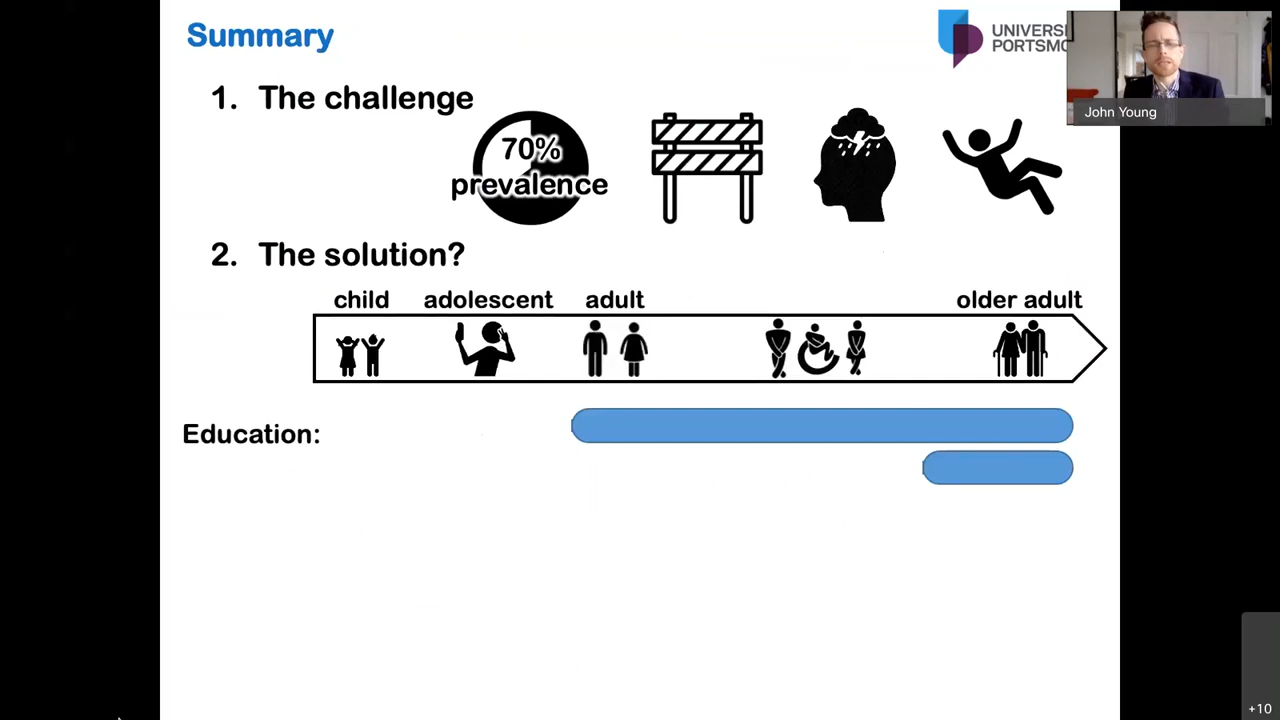 Summary
UNIVERSI
PORTSMO
John Young
1. The challenge
70%
prevalence
2. The solution?
child adolescent adult older adult
Education:
+10